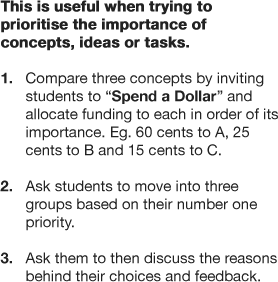 This is useful when trying to
prioritise the importance of
concepts, ideas or tasks.
1. Compare three concepts by inviting
students to “Spend a Dollar” and
allocate funding to each in order of its
importance. Eg. 60 cents to A, 25
cents to B and 15 cents to C.
2. Ask students to move into three
groups based on their number one
priority.
3. Ask them to then discuss the reasons
behind their choices and feedback.